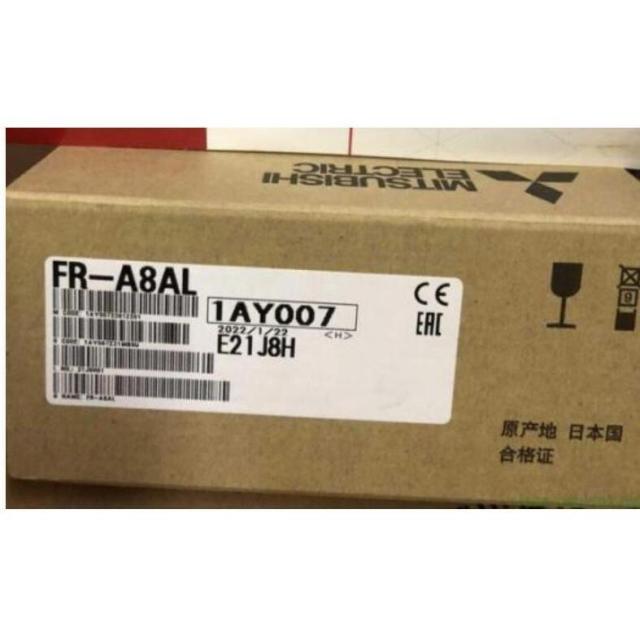 MITSUBISHI
ELECTRIC
FR-A8AL
1AY007
2022/1/22
<H>
E21J8H
CE
EAC
原产地 日本国
合格证